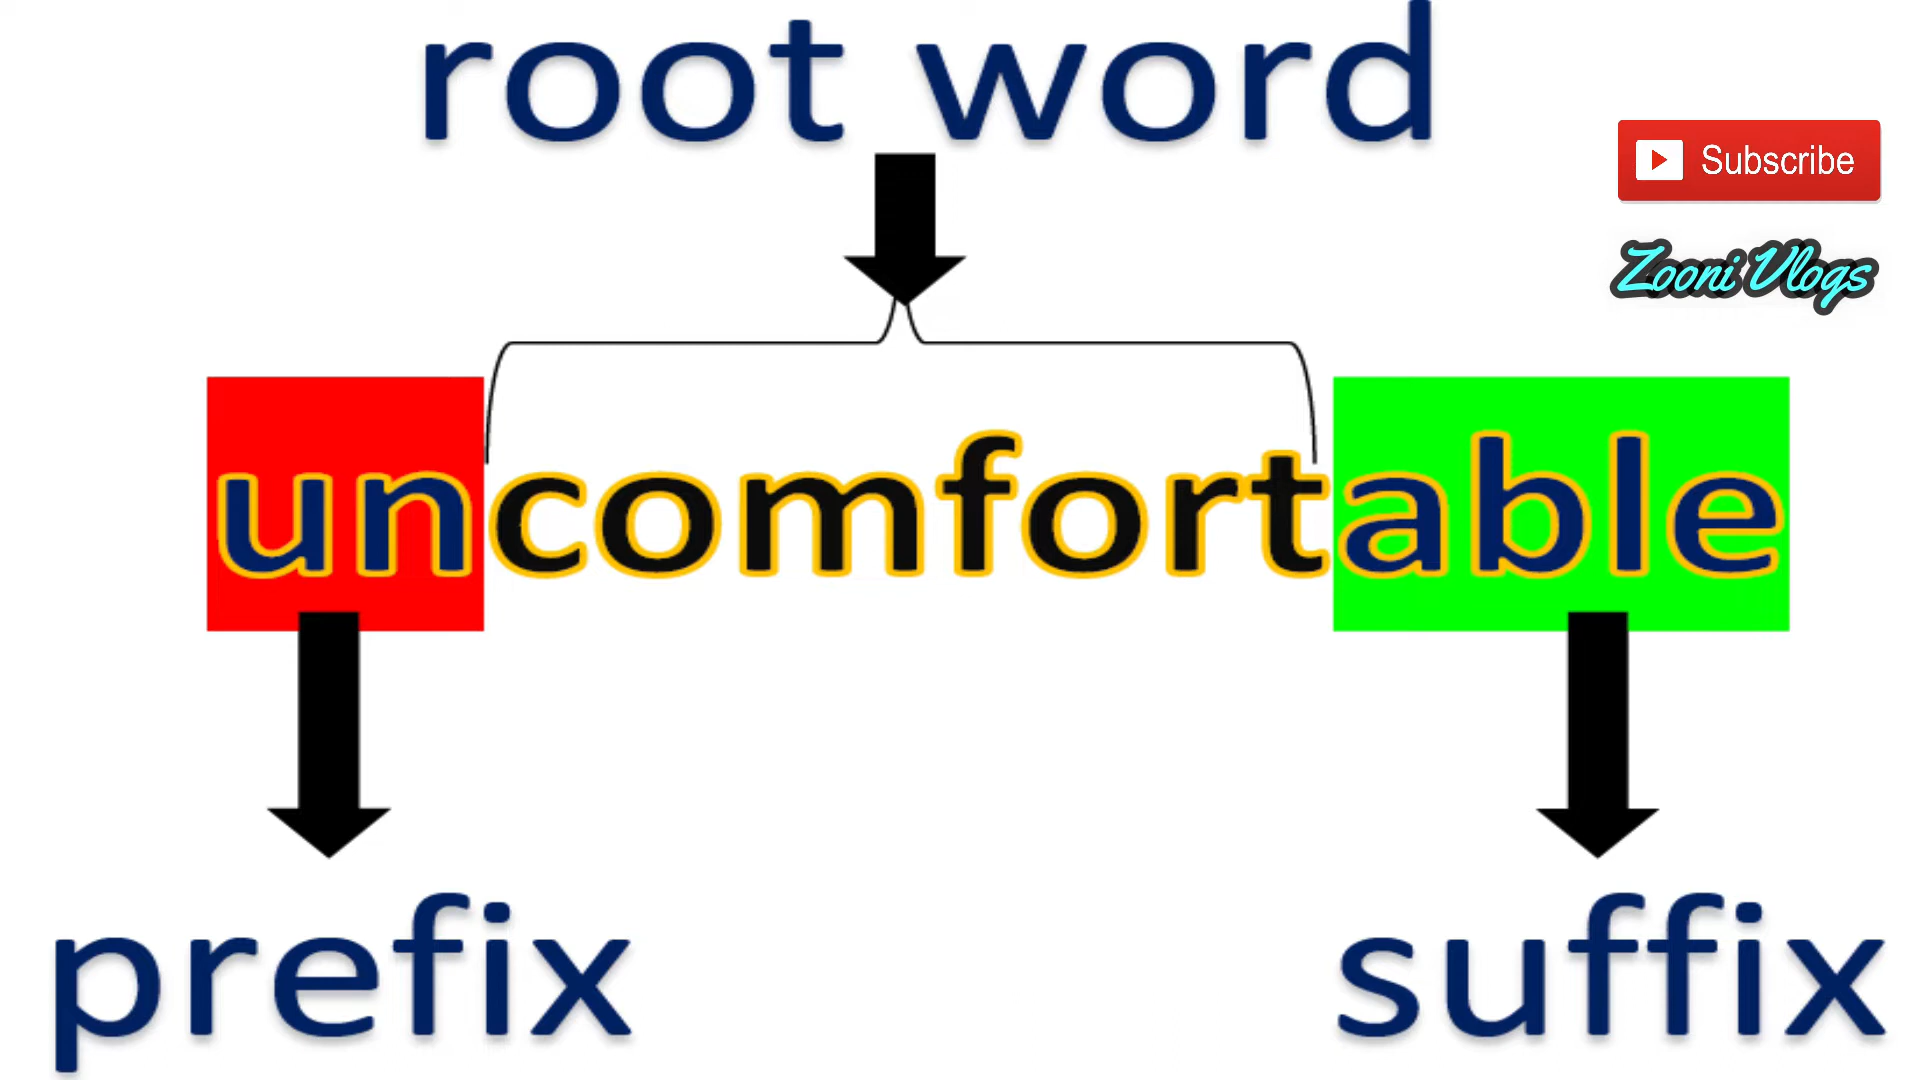 root word
Subscribe
Zooni Vlogs
uncomfortable
prefix
suffix